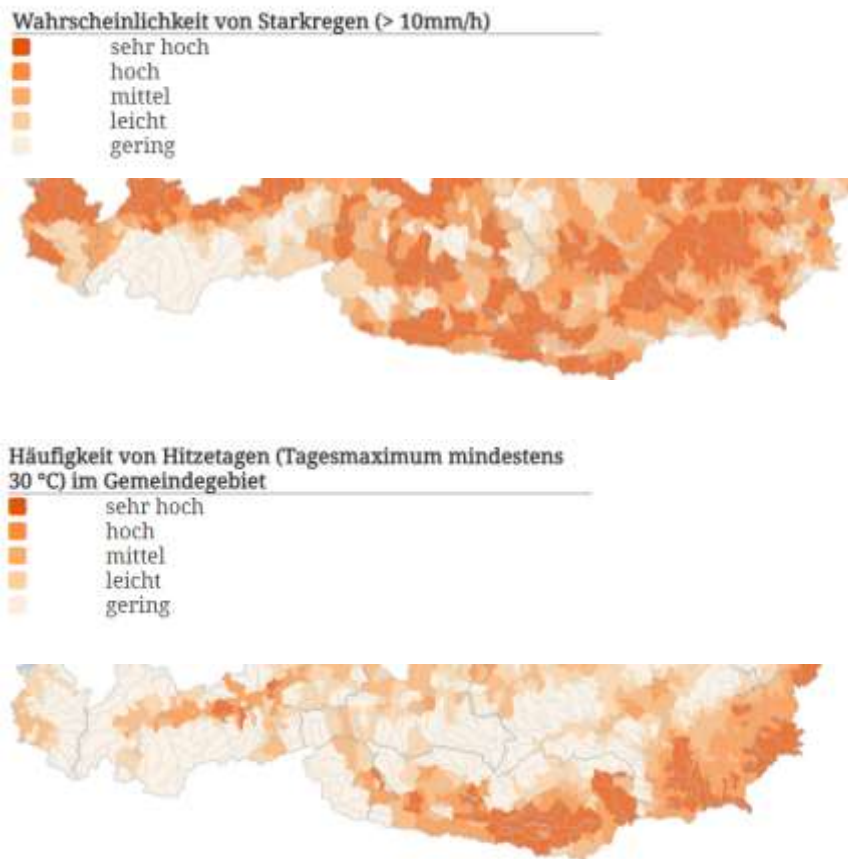 Wahrscheinlichkeit von Starkregen (> 10mm/h)
sehr hoch
hoch
mittel
leicht
gering
Häufigkeit von Hitzetagen (Tagesmaximum mindestens
30 °C) im Gemeindegebiet
sehr hoch
hoch
mittel
leicht
gering